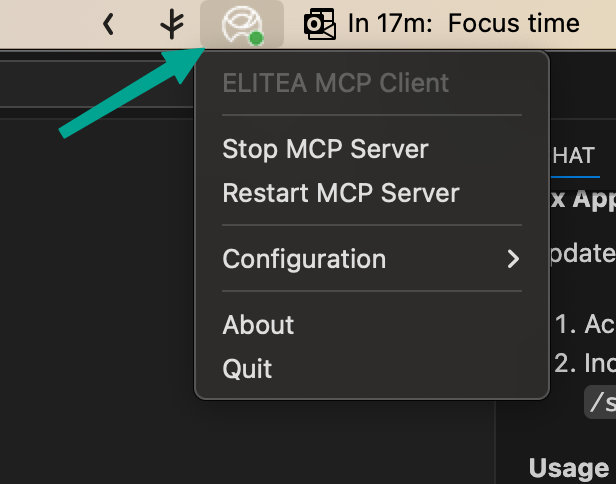 In 17m: Focus time
ELITEA MCP Client
Stop MCP Server
Restart MCP Server
Configuration
About
Quit
HAT
x App
pdate
1. Ac
2. Inc
/s
Usage